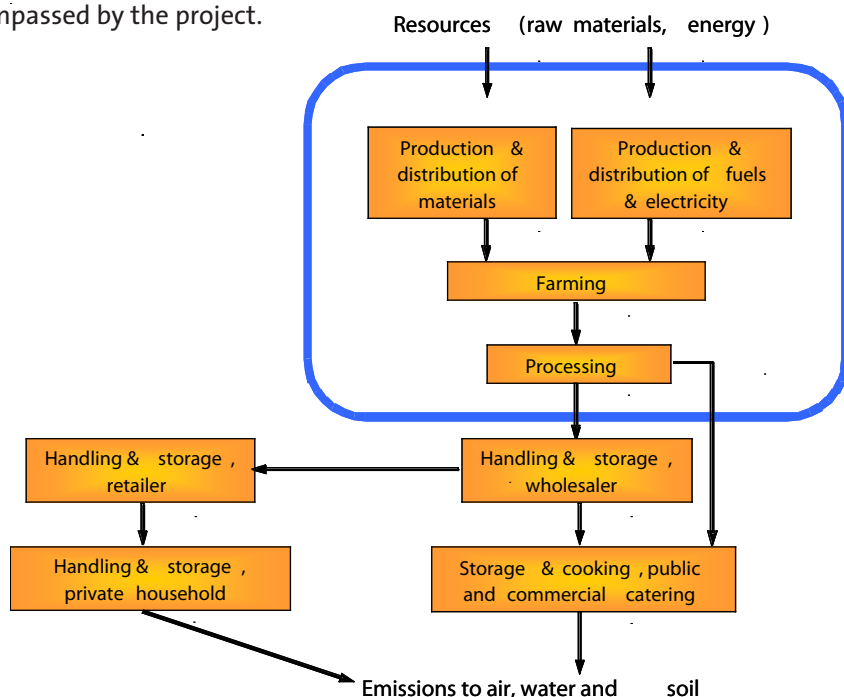 mpassed by the project.
Resources (raw materials, energy )
Production &
distribution of
materials
Production &
distribution of fuels
& electricity
Farming
Processing
Handling & storage ,
retailer
Handling & storage ,
wholesaler
Handling & storage ,
private household
Storage & cooking , public
and commercial catering
Emissions to air, water and soil